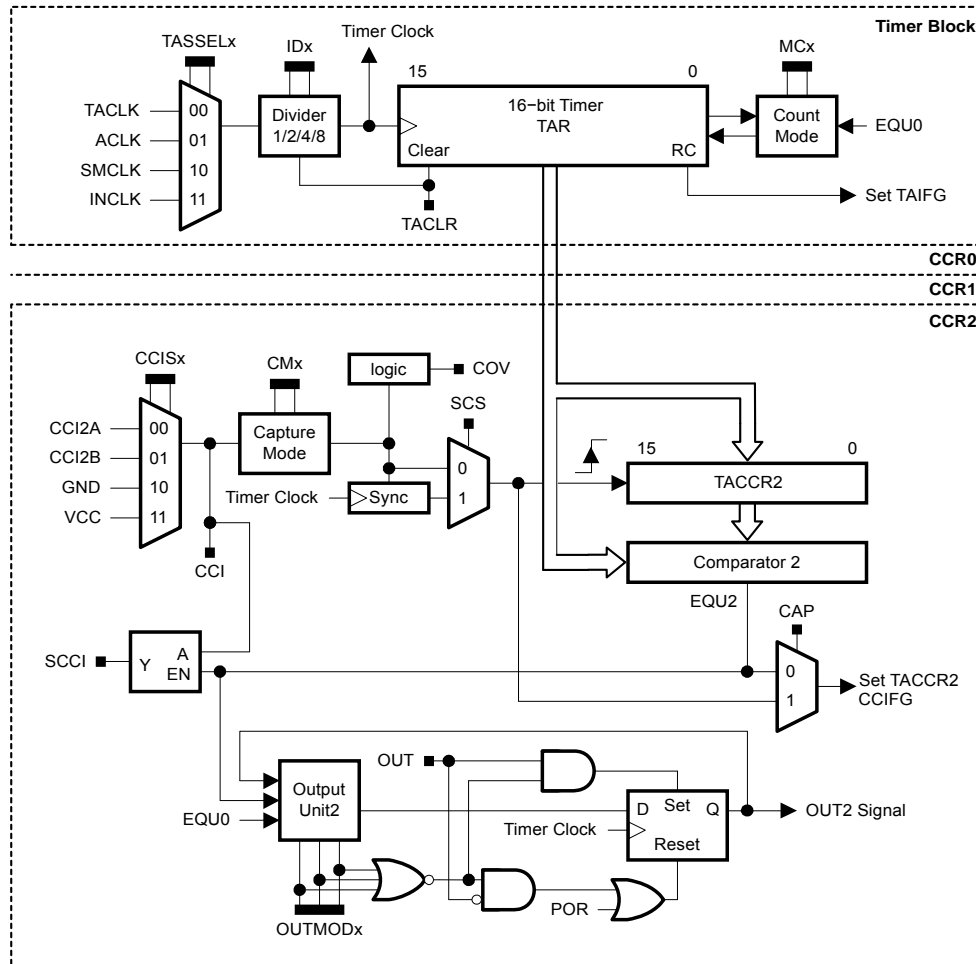 Timer Block
Timer Clock
TASSELx
IDx
MCx
15
0
TACLK
ACLK
SMCLK
INCLK
00
01
10
11
Divider
1/2/4/8
16−bit Timer
TAR
Clear
RC
Count
Mode
EQU0
Set TAIFG
TACLR
CCR0
CCR1
CCR2
CCISx
CMx
logic
COV
SCS
CCI2A
CCI2B
GND
VCC
00
01
10
11
Capture
Mode
Timer Clock
Sync
0
1
15
0
TACCR2
Comparator 2
CCI
EQU2
CAP
SCCI
Y
A
EN
0
1
Set TACCR2
CCIFG
OUT
Output
Unit2
EQU0
Timer Clock
D
Set
Q
Reset
OUT2 Signal
POR
OUTMODx